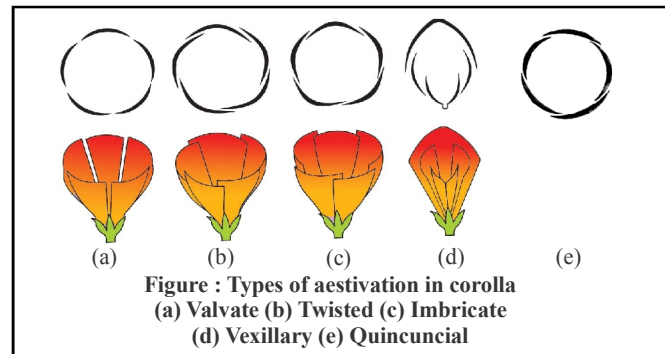 (a) (b) (c) (d) (e)
Figure : Types of aestivation in corolla
(a) Valvate (b) Twisted (c) Imbricate
(d) Vexillary (e) Quincuncial